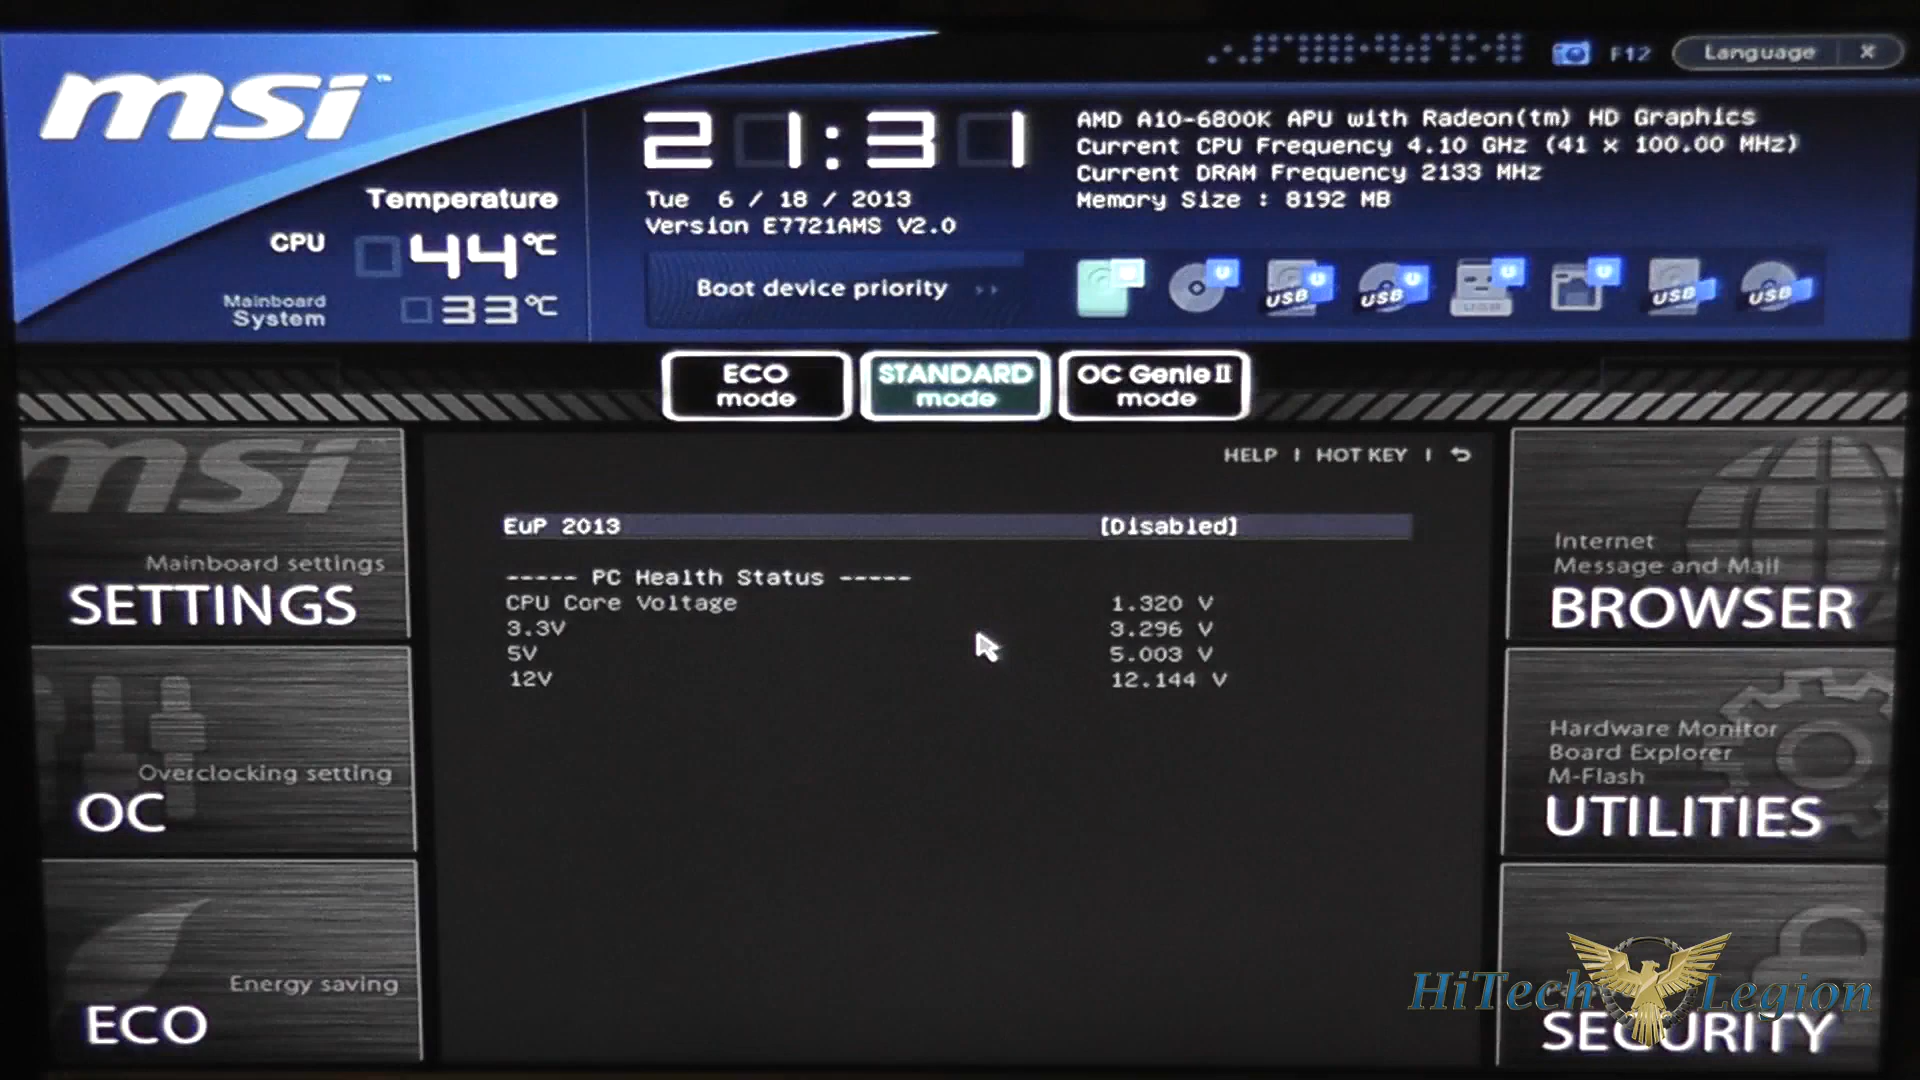 msi™
F12
Language X
21:31
Tue 6 / 18 / 2013
Version E7721AMS V2.0
AMD A10-6800K APU with Radeon(tm) HD Graphics
Current CPU Frequency 4.10 GHz (41 x 100.00 MHz)
Current DRAM Frequency 2133 MHz
Memory Size : 8192 MB
Temperature
CPU 44°C
Mainboard
System 33°C
Boot device priority
USB
USB
USB
USB
ECO
mode
STANDARD
mode
OC Genie II
mode
HELP | HOT KEY |
msi
Mainboard settings
SETTINGS
Overclocking setting
OC
Energy saving
ECO
EuP 2013 [Disabled]
----- PC Health Status -----
CPU Core Voltage 1.320 V
3.3V 3.296 V
5V 5.003 V
12V 12.144 V
Internet
Message and Mail
BROWSER
Hardware Monitor
Board Explorer
M-Flash
UTILITIES
SECURITY
HiTech Legion